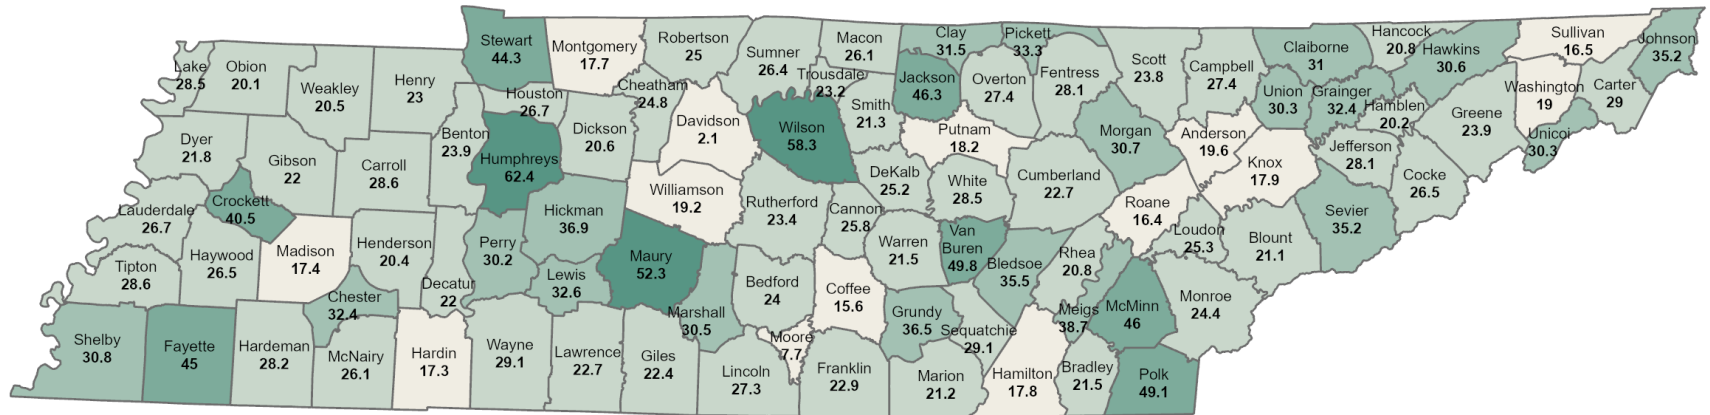 Stewart
44.3
Montgomery
17.7
Robertson
25
Sumner
26.4
Macon
26.1
Trousdale
23.2
Clay
31.5
Pickett
33.3
Jackson
46.3
Overton
27.4
Fentress
28.1
Scott
23.8
Campbell
27.4
Claiborne
31
Hancock
20.8
Hawkins
30.6
Sullivan
16.5
Johnson
35.2
Lake
28.5
Obion
20.1
Weakley
20.5
Henry
23
Houston
26.7
Cheatham
24.8
Davidson
2.1
Wilson
58.3
Smith
21.3
Putnam
18.2
Morgan
30.7
Anderson
19.6
Union
30.3
Grainger
32.4
Hamblen
20.2
Greene
23.9
Washington
19
Carter
29
Unicoi
30.3
Dyer
21.8
Gibson
22
Carroll
28.6
Benton
23.9
Humphreys
62.4
Dickson
20.6
Williamson
19.2
Rutherford
23.4
Cannon
25.8
DeKalb
25.2
White
28.5
Cumberland
22.7
Roane
16.4
Knox
17.9
Jefferson
28.1
Cocke
26.5
Sevier
35.2
Lauderdale
26.7
Crockett
40.5
Haywood
26.5
Madison
17.4
Henderson
20.4
Decatur
22
Perry
30.2
Hickman
36.9
Lewis
32.6
Maury
52.3
Marshall
30.5
Bedford
24
Coffee
15.6
Warren
21.5
Van
Buren
49.8
Bledsoe
35.5
Rhea
20.8
Meigs
38.7
McMinn
46
Loudon
25.3
Blount
21.1
Monroe
24.4
Tipton
28.6
Shelby
30.8
Fayette
45
Hardeman
28.2
Chester
32.4
McNairy
26.1
Hardin
17.3
Wayne
29.1
Lawrence
22.7
Giles
22.4
Lincoln
27.3
Moore
7.7
Franklin
22.9
Grundy
36.5
Sequatchie
29.1
Marion
21.2
Hamilton
17.8
Bradley
21.5
Polk
49.1